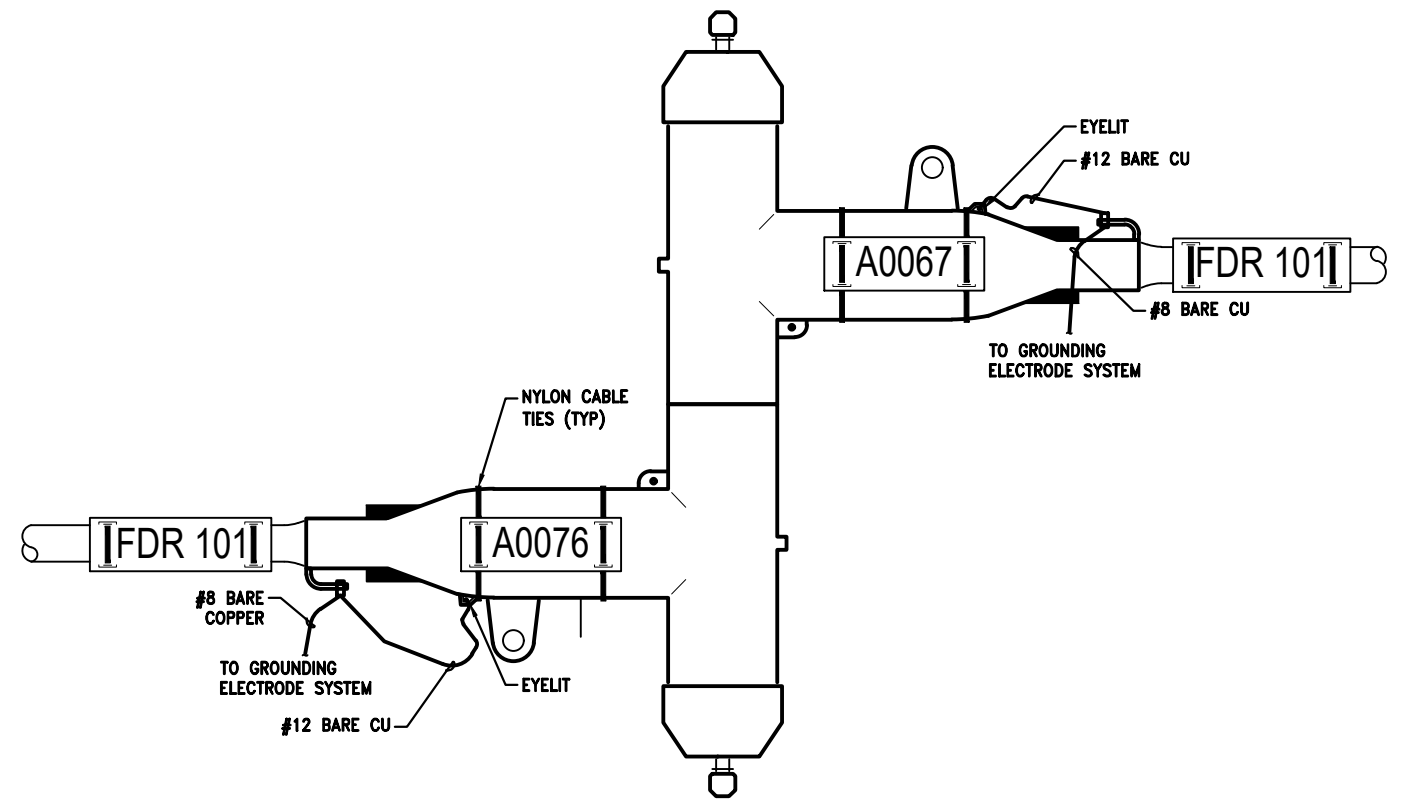 EYELIT
#12 BARE CU
A0067
FDR 101
#8 BARE CU
TO GROUNDING
ELECTRODE SYSTEM
NYLON CABLE
TIES (TYP)
FDR 101
A0076
#8 BARE
COPPER
TO GROUNDING
ELECTRODE SYSTEM
EYELIT
#12 BARE CU